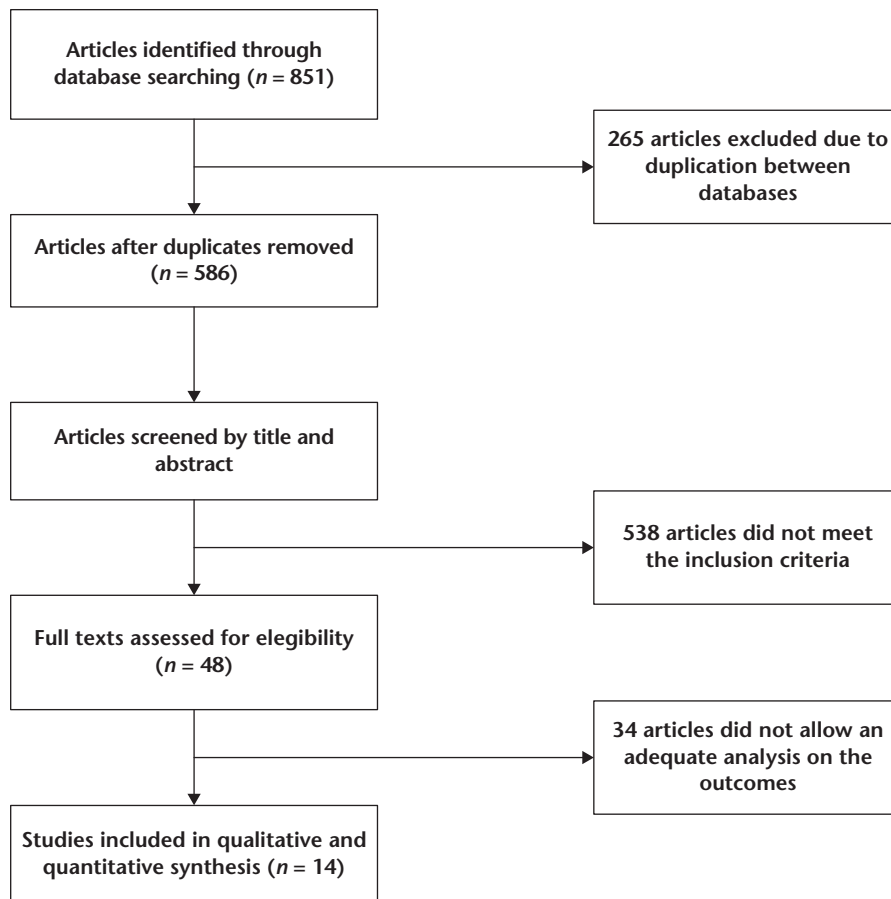 Articles identified through
database searching (n = 851)
265 articles excluded due to
duplication between
databases
Articles after duplicates removed
(n = 586)
Articles screened by title and
abstract
538 articles did not meet
the inclusion criteria
Full texts assessed for elegibility
(n = 48)
34 articles did not allow an
adequate analysis on the
outcomes
Studies included in qualitative and
quantitative synthesis (n = 14)